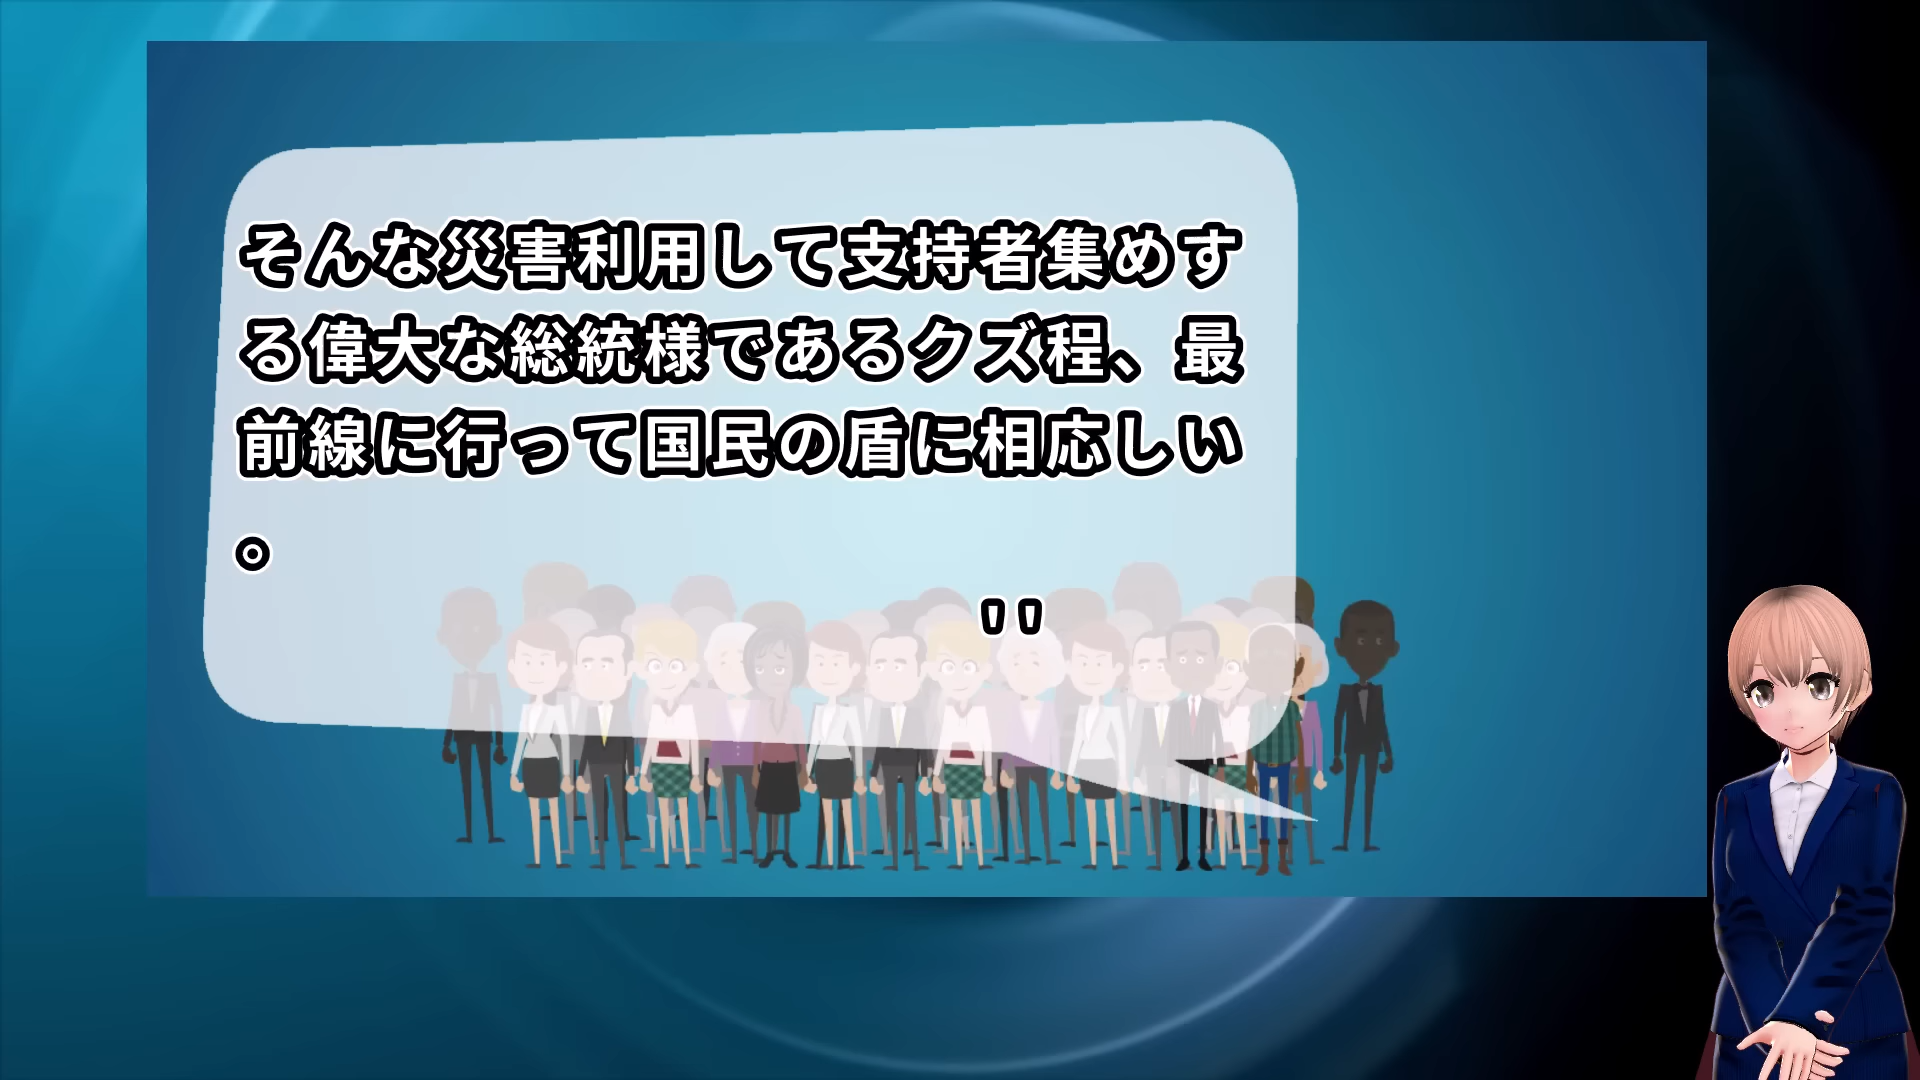 そんな災害利用して支持者集めす
る偉大な総統様であるクズ程、最
前線に行って国民の盾に相応しい
。
"